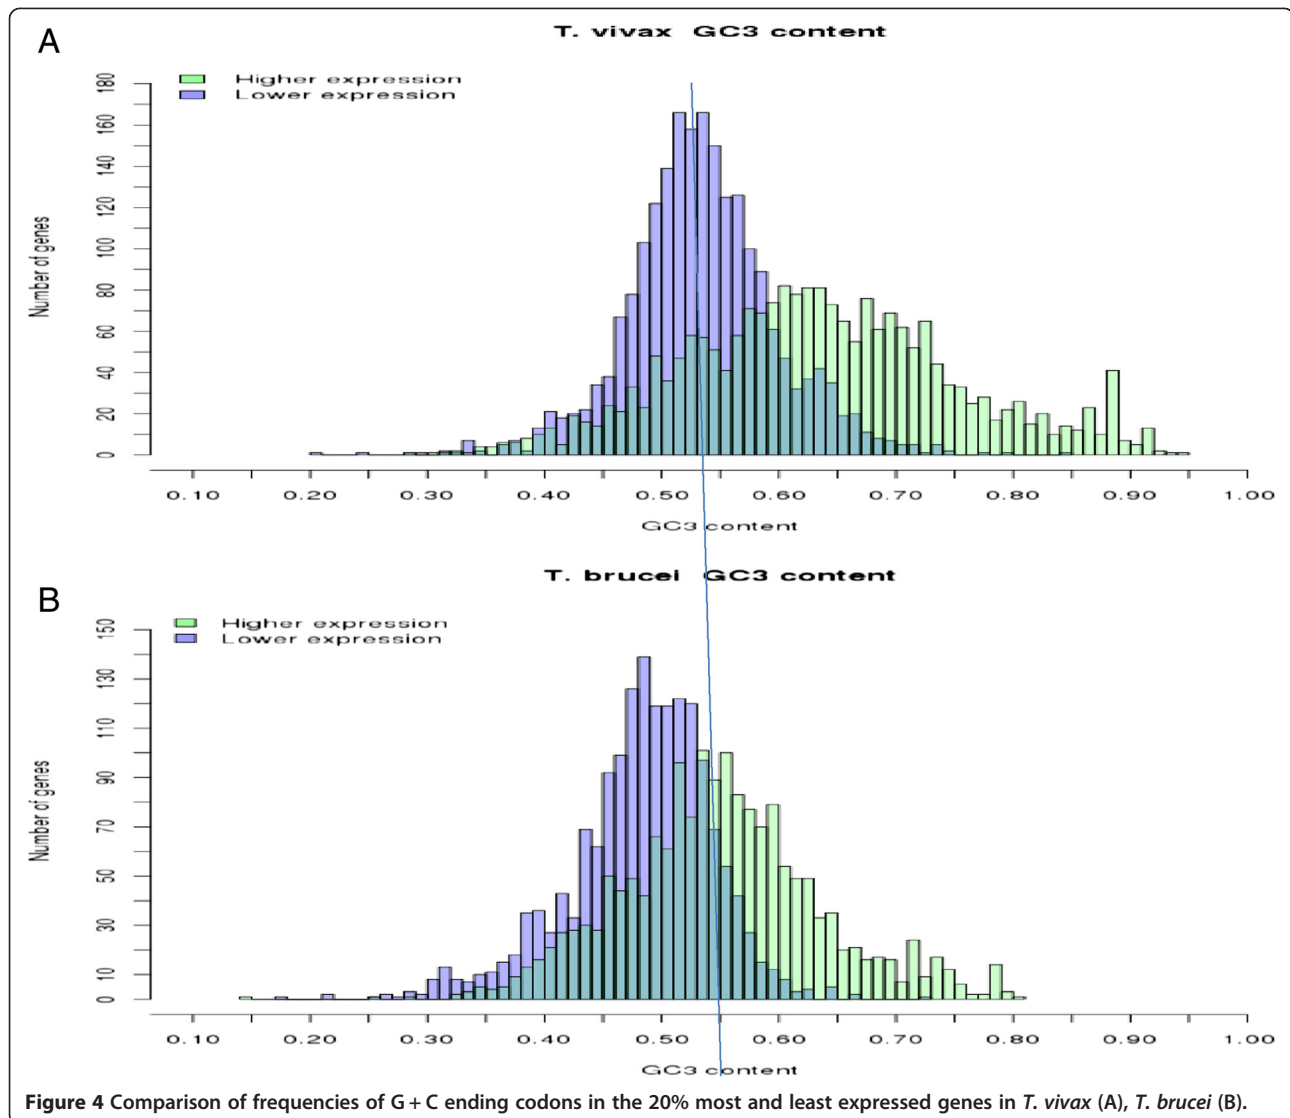 A
T. vivax GC3 content
Higher expression
Lower expression
Number of genes
180
160
140
120
100
80
60
40
20
0
0.10 0.20 0.30 0.40 0.50 0.60 0.70 0.80 0.90 1.00
GC3 content
B
T. brucei GC3 content
Higher expression
Lower expression
Number of genes
150
130
110
90
70
50
30
10
0
0.10 0.20 0.30 0.40 0.50 0.60 0.70 0.80 0.90 1.00
GC3 content
Figure 4 Comparison of frequencies of G + C ending codons in the 20% most and least expressed genes in T. vivax (A), T. brucei (B).